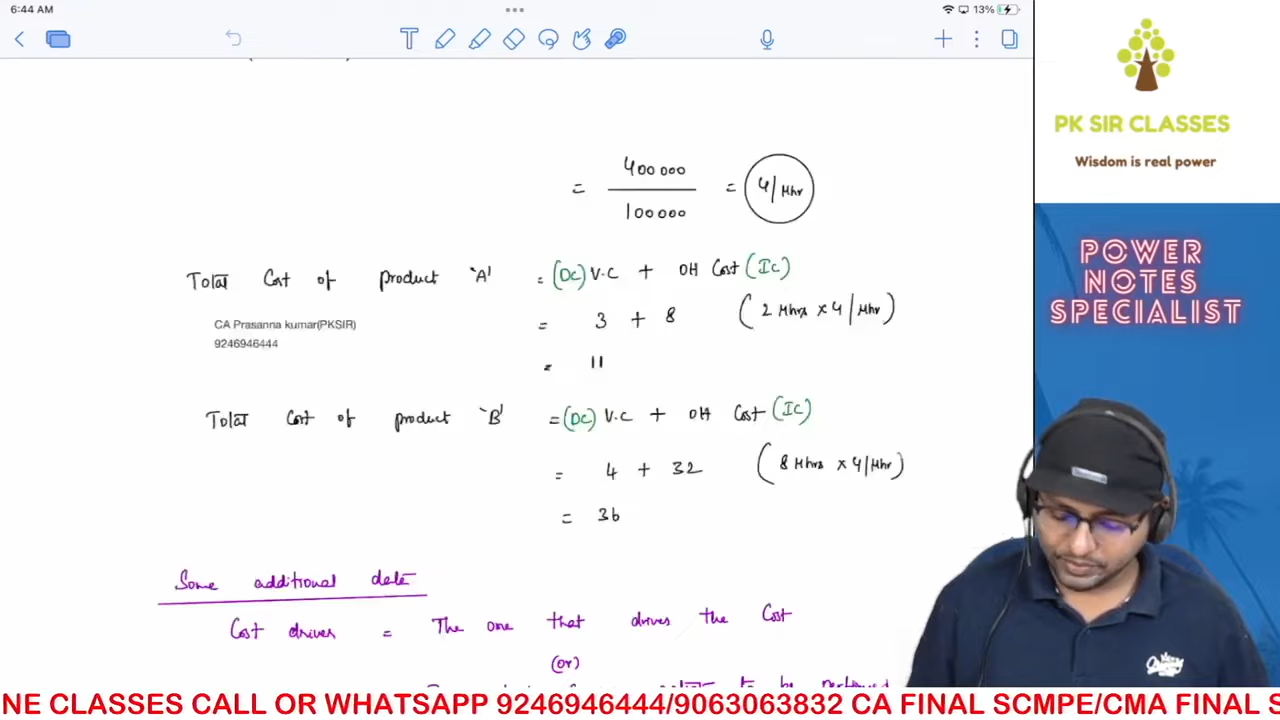 6:44 AM
13%
PK SIR CLASSES
Wisdom is real power
POWER
NOTES
SPECIALIST
= 400 000 / 100 000 = 4/Mhr
Total Cost of product 'A' = (DC) V.C + OH Cost (IC)
= 3 + 8 (2 Mhrs x 4/Mhr)
CA Prasanna kumar(PKSIR)
9246946444
= 11
Total Cost of product 'B' = (DC) V.C + OH Cost (IC)
= 4 + 32 (8 Mhrs x 4/Mhr)
= 36
Some additional data
Cost driver = The one that drives the Cost
(or)
to be performed
NE CLASSES CALL OR WHATSAPP 9246946444/9063063832 CA FINAL SCMPE/CMA FINAL S